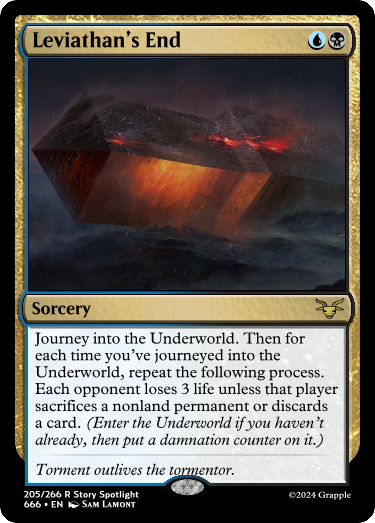 Leviathan's End
Sorcery
Journey into the Underworld. Then for
each time you've journeyed into the
Underworld, repeat the following process.
Each opponent loses 3 life unless that player
sacrifices a nonland permanent or discards
a card. (Enter the Underworld if you haven't
already, then put a damnation counter on it.)
Torment outlives the tormentor.
205/266 R Story Spotlight
666 • EN Sam Lamont
©2024 Grapple